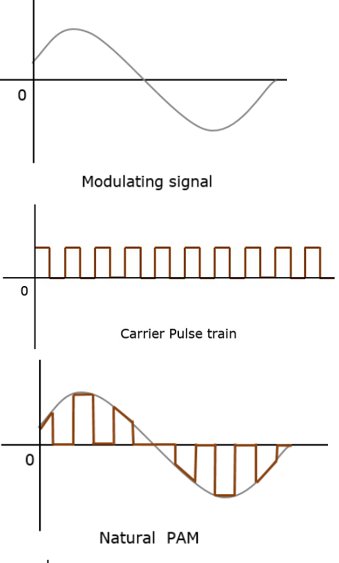 0
Modulating signal
0
Carrier Pulse train
0
Natural PAM